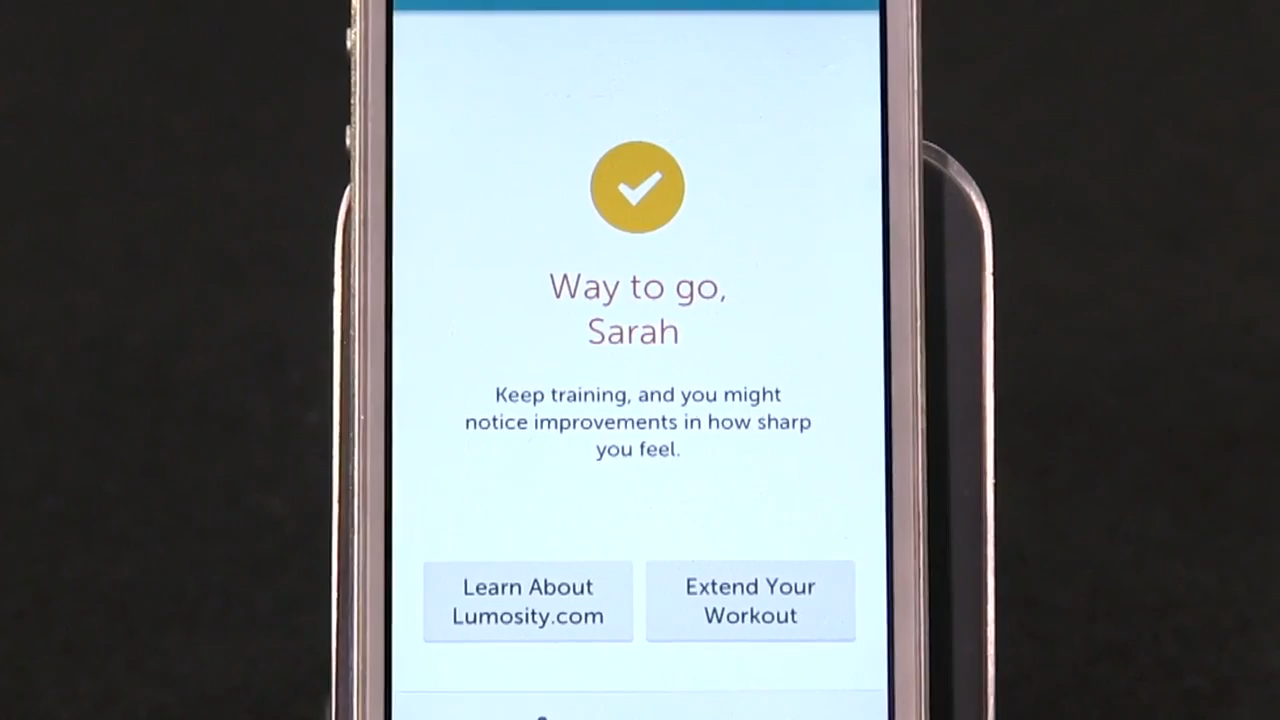 Way to go,
Sarah
Keep training, and you might
notice improvements in how sharp
you feel.
Learn About
Lumosity.com
Extend Your
Workout